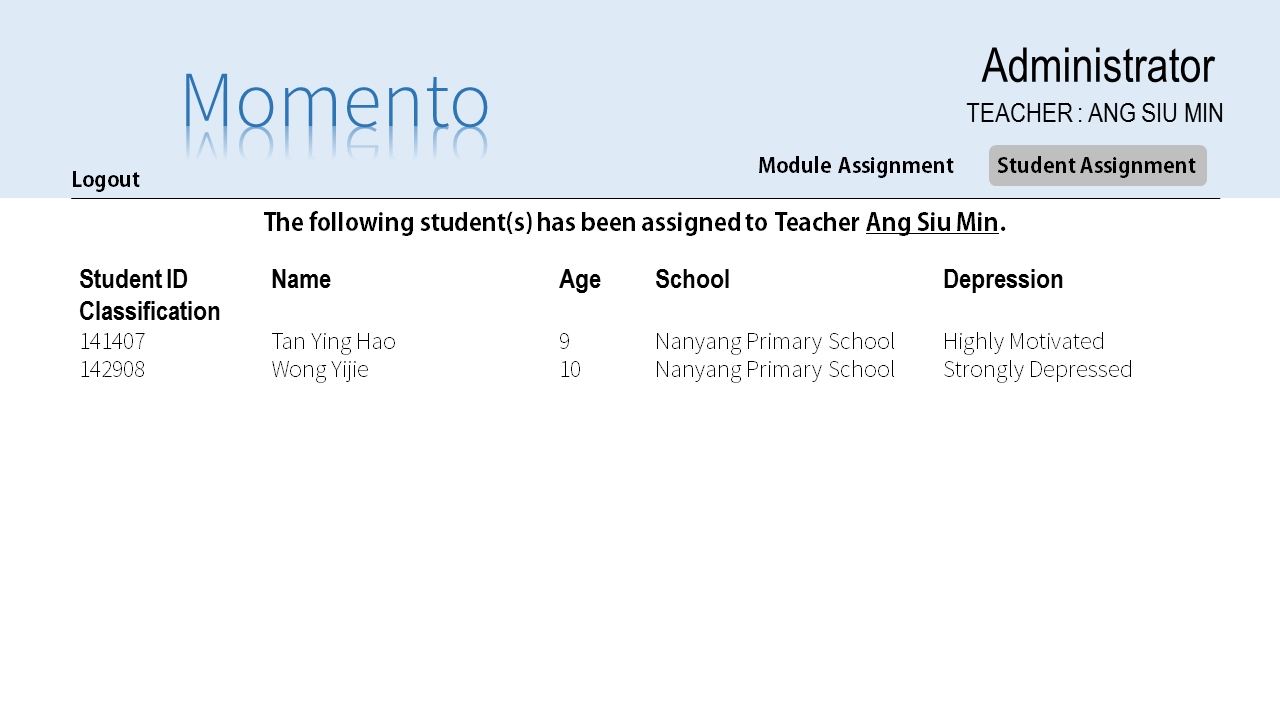 Momento
Administrator
TEACHER : ANG SIU MIN
Logout
Module Assignment
Student Assignment
The following student(s) has been assigned to Teacher Ang Siu Min.
Student ID Name Age School Depression
Classification
141407 Tan Ying Hao 9 Nanyang Primary School Highly Motivated
142908 Wong Yijie 10 Nanyang Primary School Strongly Depressed